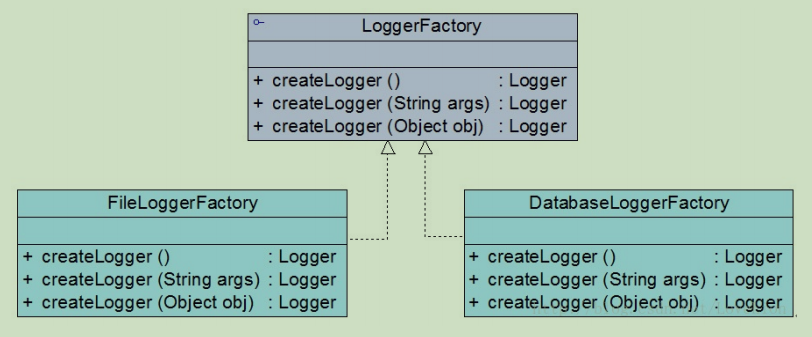 LoggerFactory
+ createLogger () : Logger
+ createLogger (String args) : Logger
+ createLogger (Object obj) : Logger
FileLoggerFactory
+ createLogger () : Logger
+ createLogger (String args) : Logger
+ createLogger (Object obj) : Logger
DatabaseLoggerFactory
+ createLogger () : Logger
+ createLogger (String args) : Logger
+ createLogger (Object obj) : Logger